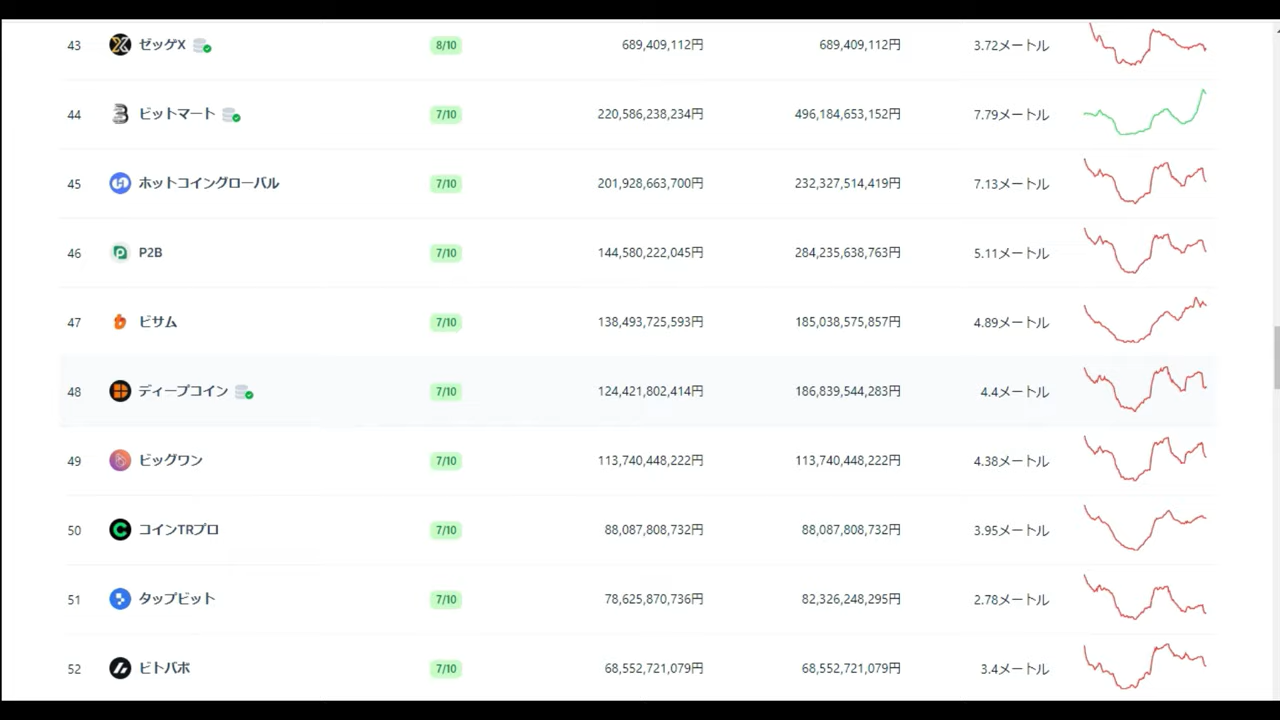 43 ゼッゲX 8/10 689,409,112円 689,409,112円 3.72メートル
44 ビットマート 7/10 220,586,238,234円 496,184,653,152円 7.79メートル
45 ホットコイングローバル 7/10 201,928,663,700円 232,327,514,419円 7.13メートル
46 P2B 7/10 144,580,222,045円 284,235,638,763円 5.11メートル
47 ビサム 7/10 138,493,725,593円 185,038,575,857円 4.89メートル
48 ディープコイン 7/10 124,421,802,414円 186,839,544,283円 4.4メートル
49 ビッグワン 7/10 113,740,448,222円 113,740,448,222円 4.38メートル
50 コインTRプロ 7/10 88,087,808,732円 88,087,808,732円 3.95メートル
51 タップビット 7/10 78,625,870,736円 82,326,248,295円 2.78メートル
52 ビトバボ 7/10 68,552,721,079円 68,552,721,079円 3.4メートル